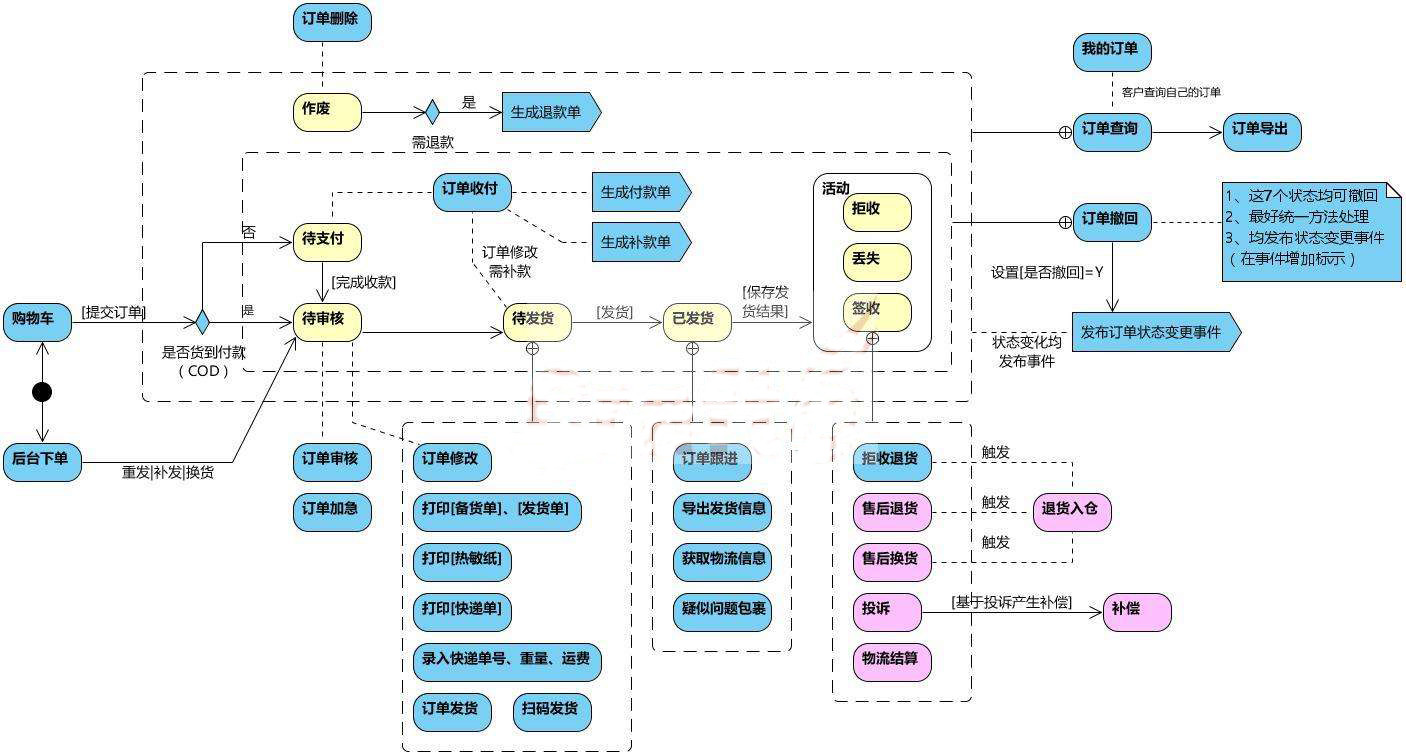 订单删除
我的订单
客户查询自己的订单
作废
是
生成退款单
需退款
订单查询
订单导出
订单收付
生成付款单
生成补款单
订单修改
需补款
活动
拒收
丢失
签收
订单撤回
1、这7个状态均可撤回
2、最好统一方法处理
3、均发布状态变更事件
（在事件增加标示）
设置[是否撤回]=Y
发布订单状态变更事件
状态变化均
发布事件
否
待支付
[完成收款]
购物车
[提交订单]
是
待审核
待发货
[发货]
已发货
[保存发
货结果]
是否货到付款
（COD）
后台下单
重发|补发|换货
订单审核
订单加急
订单修改
打印[备货单]、[发货单]
打印[热敏纸]
打印[快递单]
录入快递单号、重量、运费
订单发货
扫码发货
订单跟进
导出发货信息
获取物流信息
疑似问题包裹
拒收退货
触发
售后退货
触发
退货入仓
售后换货
触发
投诉
[基于投诉产生补偿]
补偿
物流结算